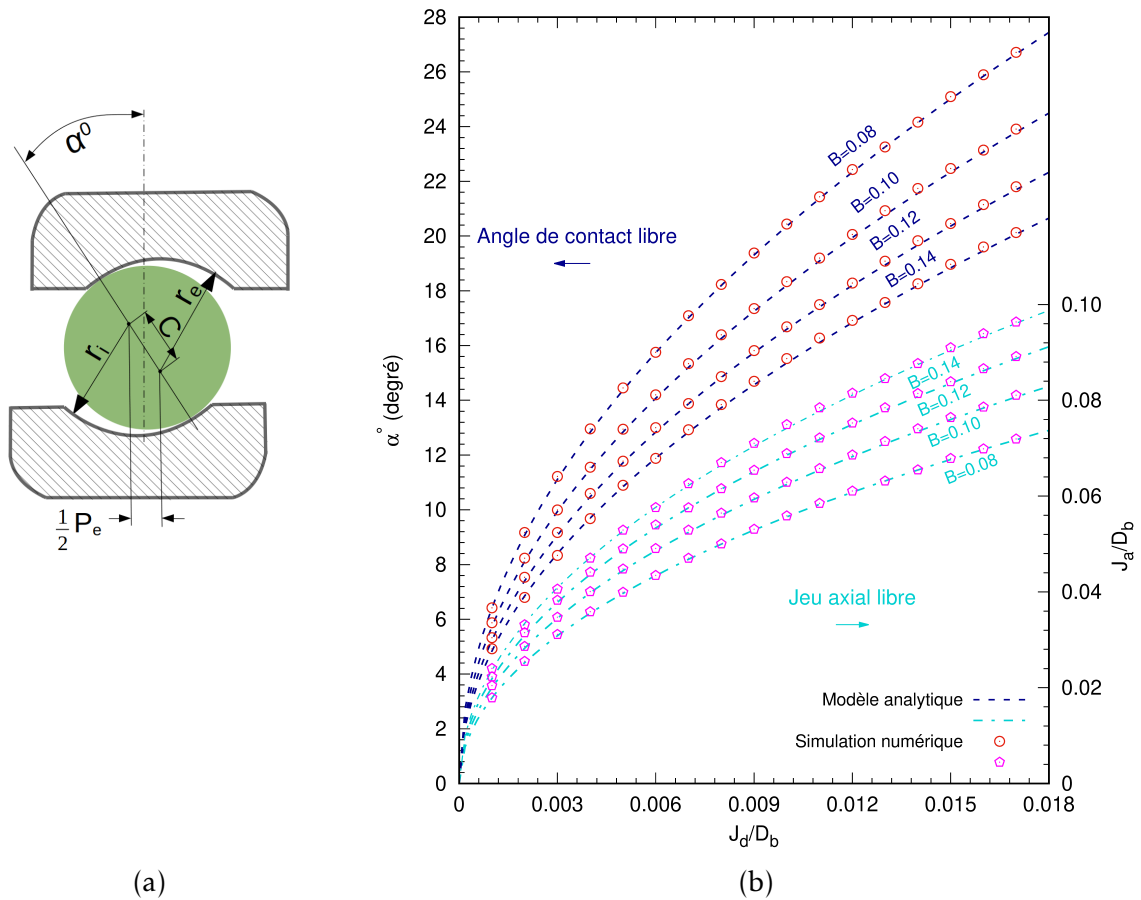 α⁰
rᵢ
C
rₑ
½ Pₑ
(a)
28
26
24
22
20
18
16
14
12
10
8
6
4
2
0
α° (degré)
0
0.003
0.006
0.009
0.012
0.015
0.018
J_d/D_b
0.10
0.08
0.06
0.04
0.02
0
J_a/D_b
B=0.08
B=0.10
B=0.12
B=0.14
Angle de contact libre
B=0.14
B=0.12
B=0.10
B=0.08
Jeu axial libre
Modèle analytique
Simulation numérique
(b)